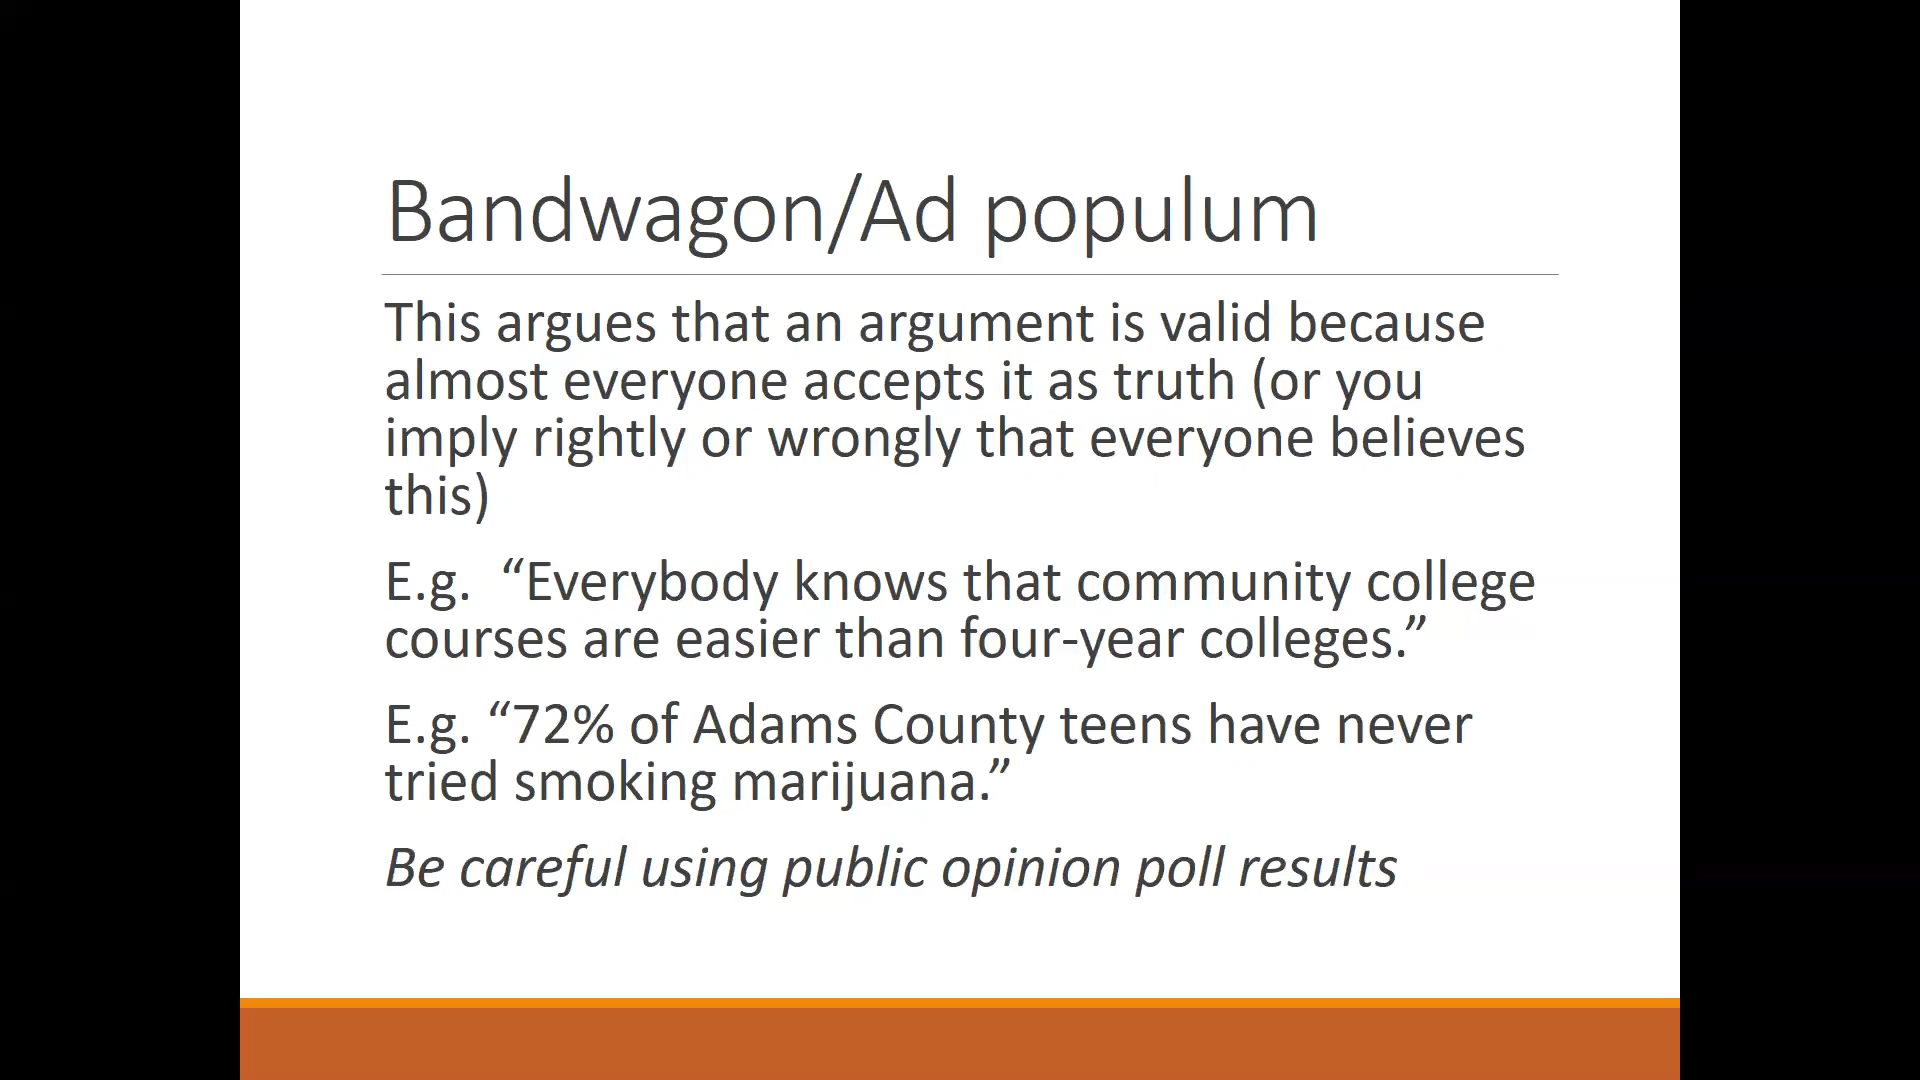 Bandwagon/Ad populum
This argues that an argument is valid because
almost everyone accepts it as truth (or you
imply rightly or wrongly that everyone believes
this)
E.g.  “Everybody knows that community college
courses are easier than four-year colleges.”
E.g. “72% of Adams County teens have never
tried smoking marijuana.”
Be careful using public opinion poll results